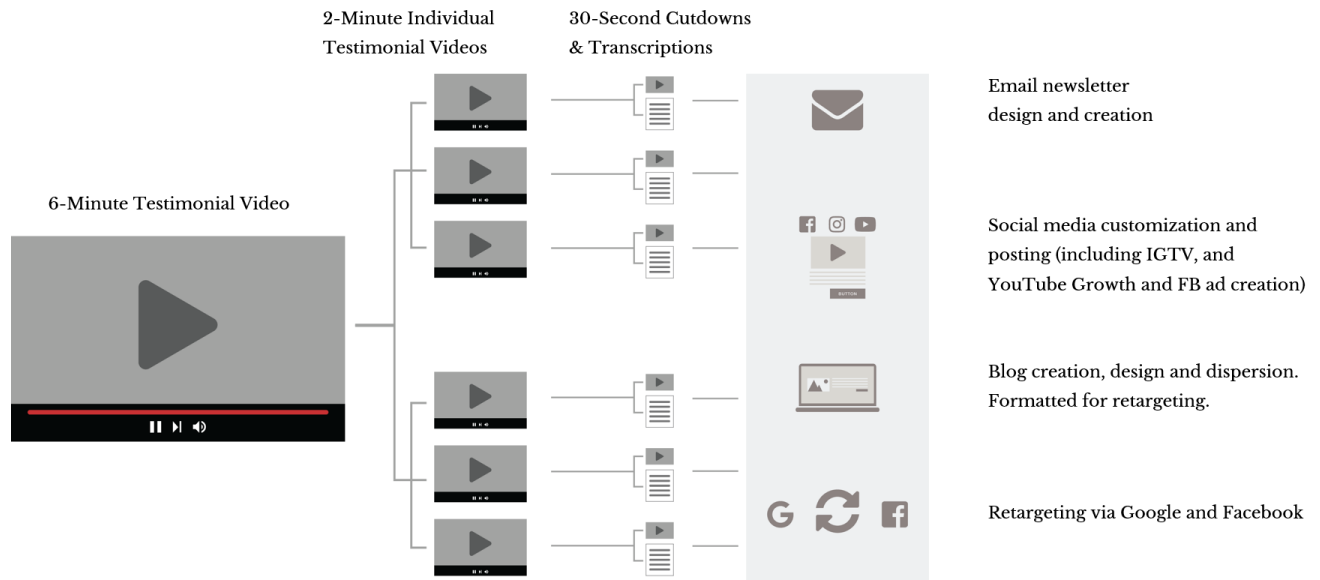 2-Minute Individual
Testimonial Videos
30-Second Cutdowns
& Transcriptions
6-Minute Testimonial Video
Email newsletter
design and creation
Social media customization and
posting (including IGTV, and
YouTube Growth and FB ad creation)
BUTTON
Blog creation, design and dispersion.
Formatted for retargeting.
Retargeting via Google and Facebook